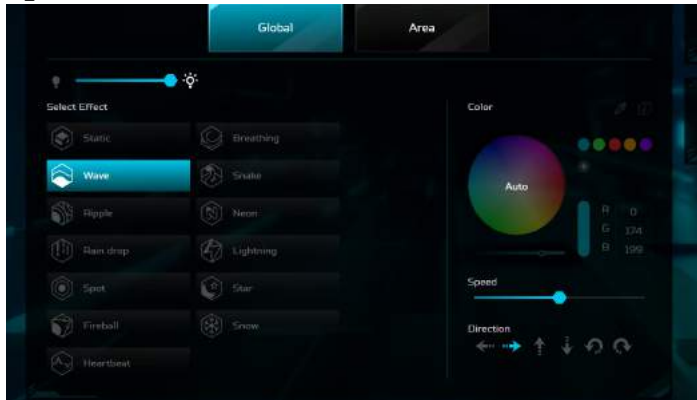 Global Area
Select Effect
Static Breathing
Wave Snake
Ripple Neon
Rain drop Lightning
Spot Star
Fireball Snow
Heartbeat
Color
Auto
R 0
G 174
B 199
Speed
Direction